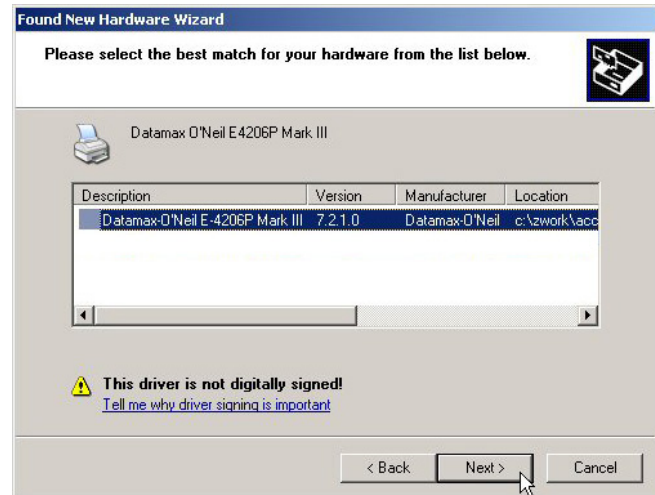 Found New Hardware Wizard
Please select the best match for your hardware from the list below.
Datamax O'Neil E4206P Mark III
Description Version Manufacturer Location
Datamax-O'Neil E-4206P Mark III 7.2.1.0 Datamax-O'Neil c:\zwork\acc
This driver is not digitally signed!
Tell me why driver signing is important
< Back Next > Cancel